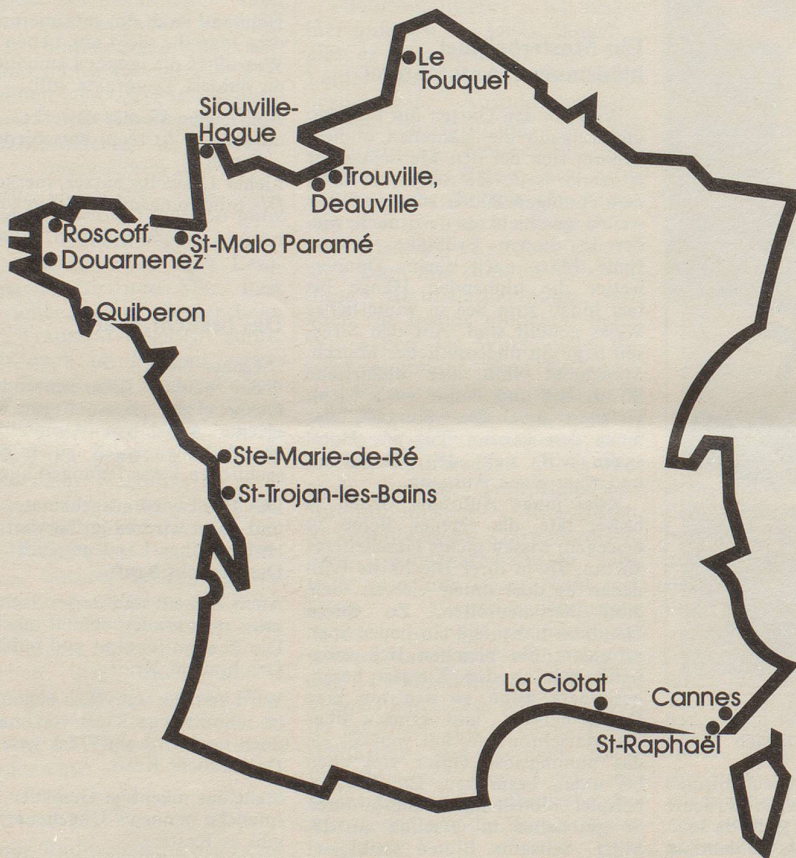 Le
Touquet
Siouville-
Hague
Trouville,
Deauville
Roscoff
St-Malo Paramé
Douarnenez
Quiberon
Ste-Marie-de-Ré
St-Trojan-les-Bains
La Ciotat
Cannes
St-Raphaël